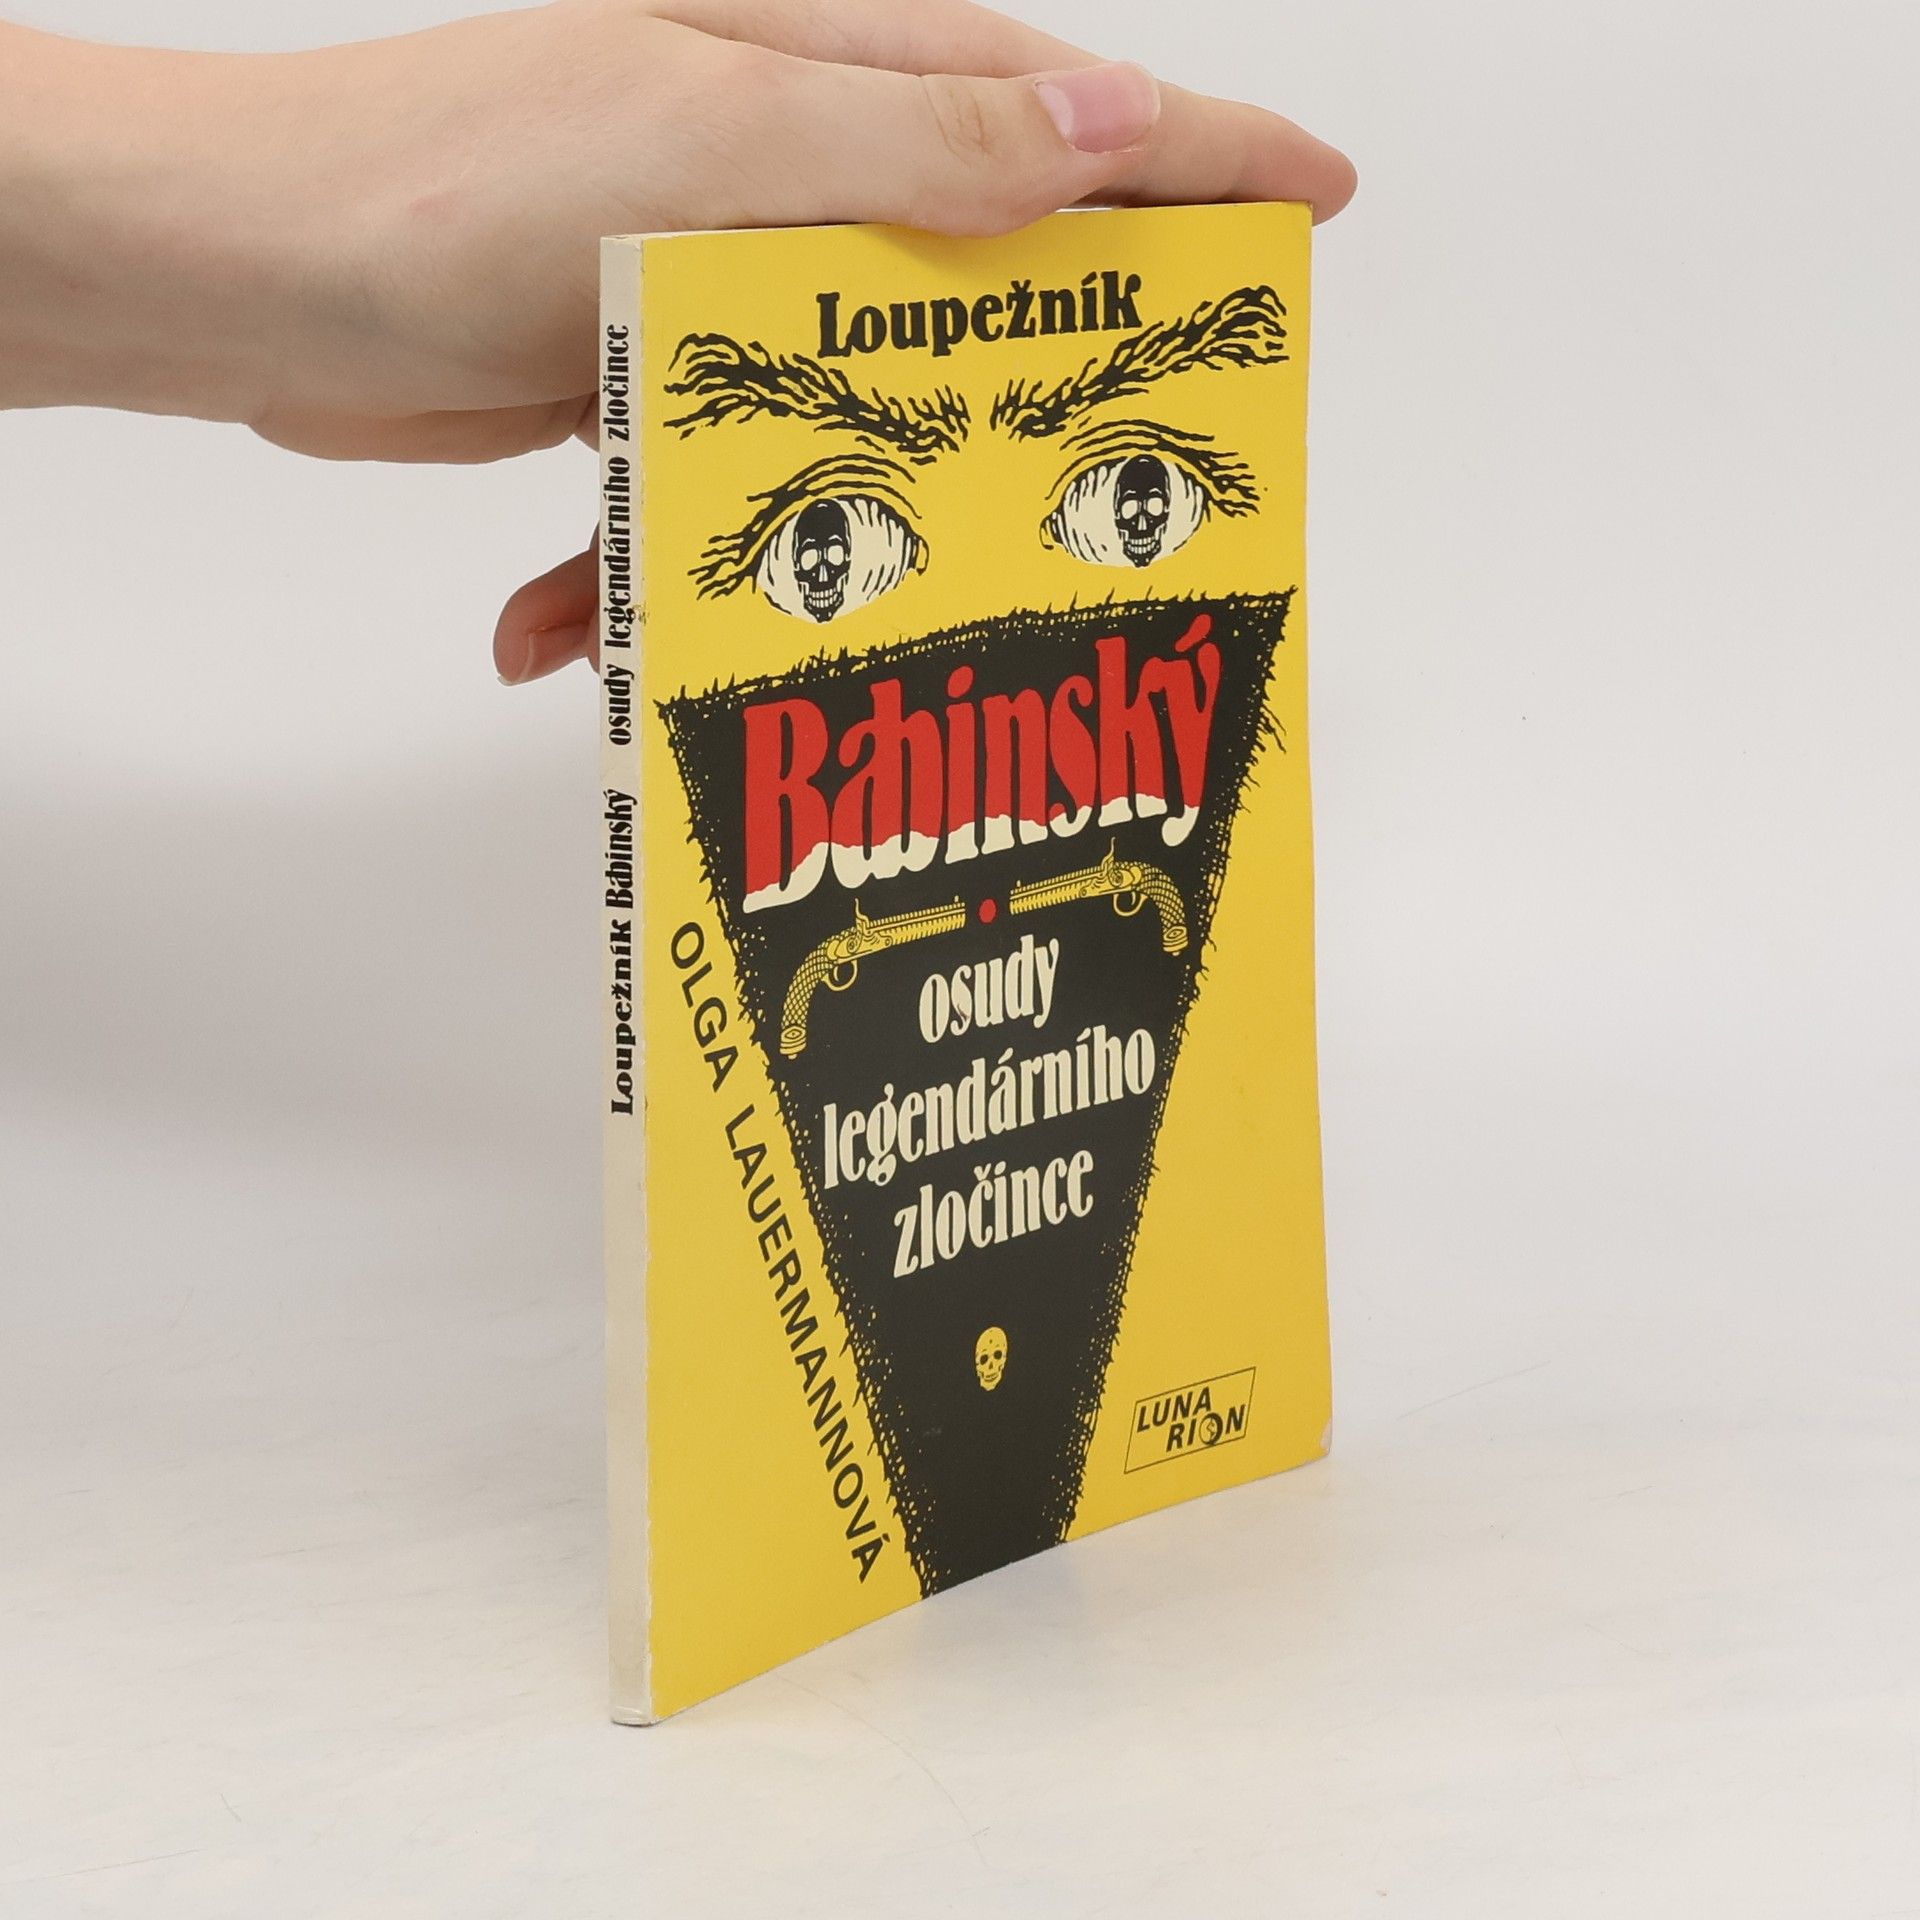 Loupežník Babinský osudy legendárního zločince
Loupežník
Babinský
osudy
legendárního
zločince
OLGA LAUERMANNOVÁ
LUNA
RION